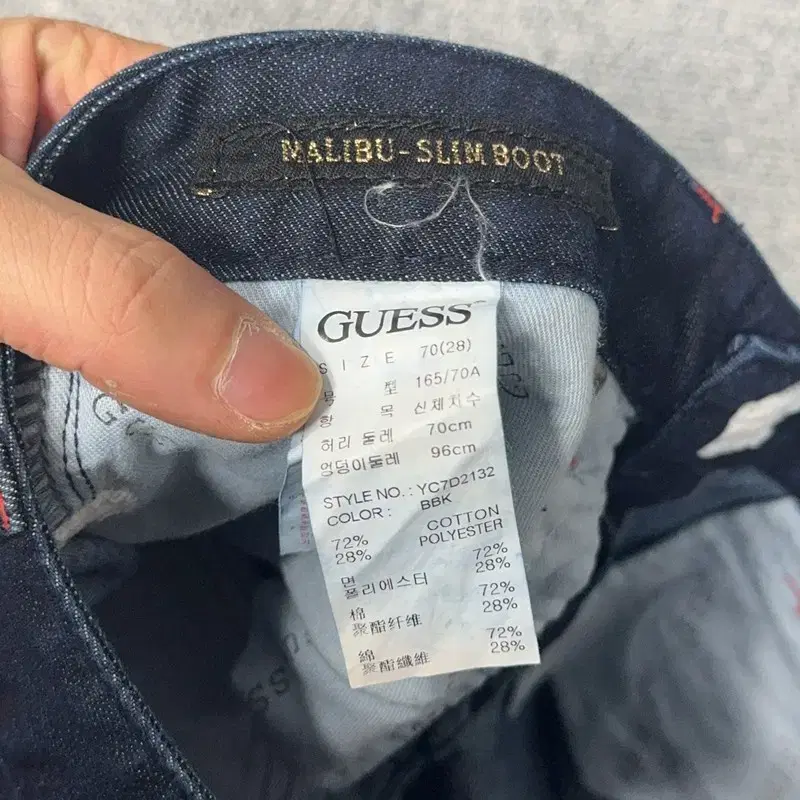 MALIBU-SLIM BOOT
GUESS
SIZE 70(28)
형 165/70A
항 목 신체치수
허리 둘레 70cm
엉덩이둘레 96cm
STYLE NO.: YC7D2132
COLOR: BBK
72% COTTON
28% POLYESTER
면 72%
폴리에스터 28%
棉 72%
聚酯纤维 28%
綿 72%
聚酯纖維 28%